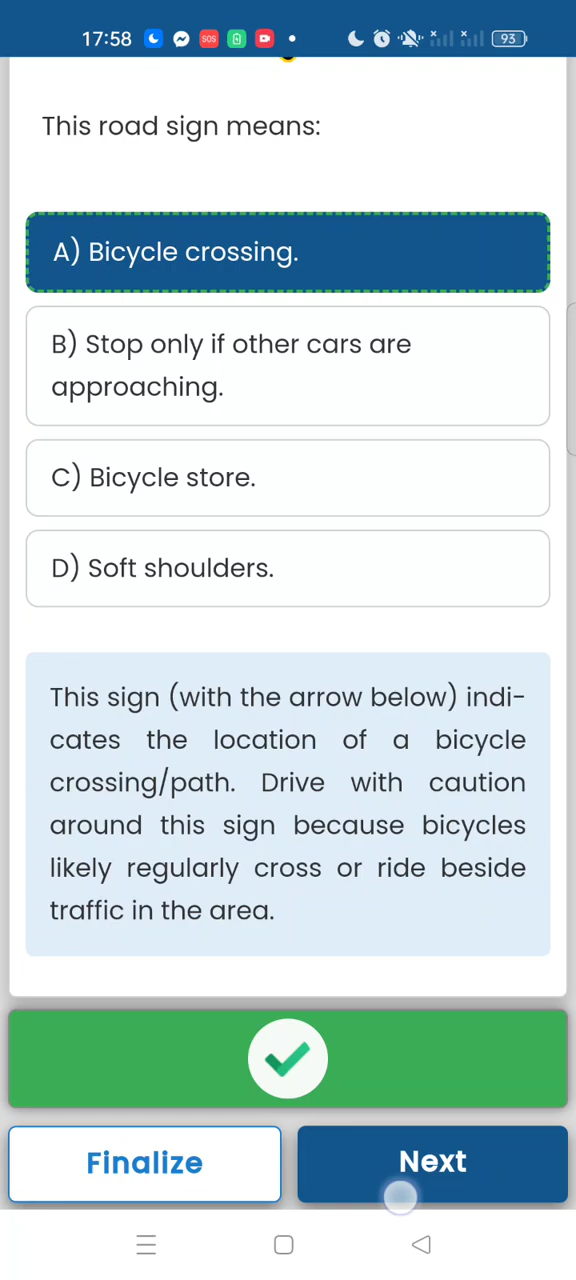 17:58
SOS
93
This road sign means:
A) Bicycle crossing.
B) Stop only if other cars are
approaching.
C) Bicycle store.
D) Soft shoulders.
This sign (with the arrow below) indi-
cates the location of a bicycle
crossing/path. Drive with caution
around this sign because bicycles
likely regularly cross or ride beside
traffic in the area.
Finalize
Next